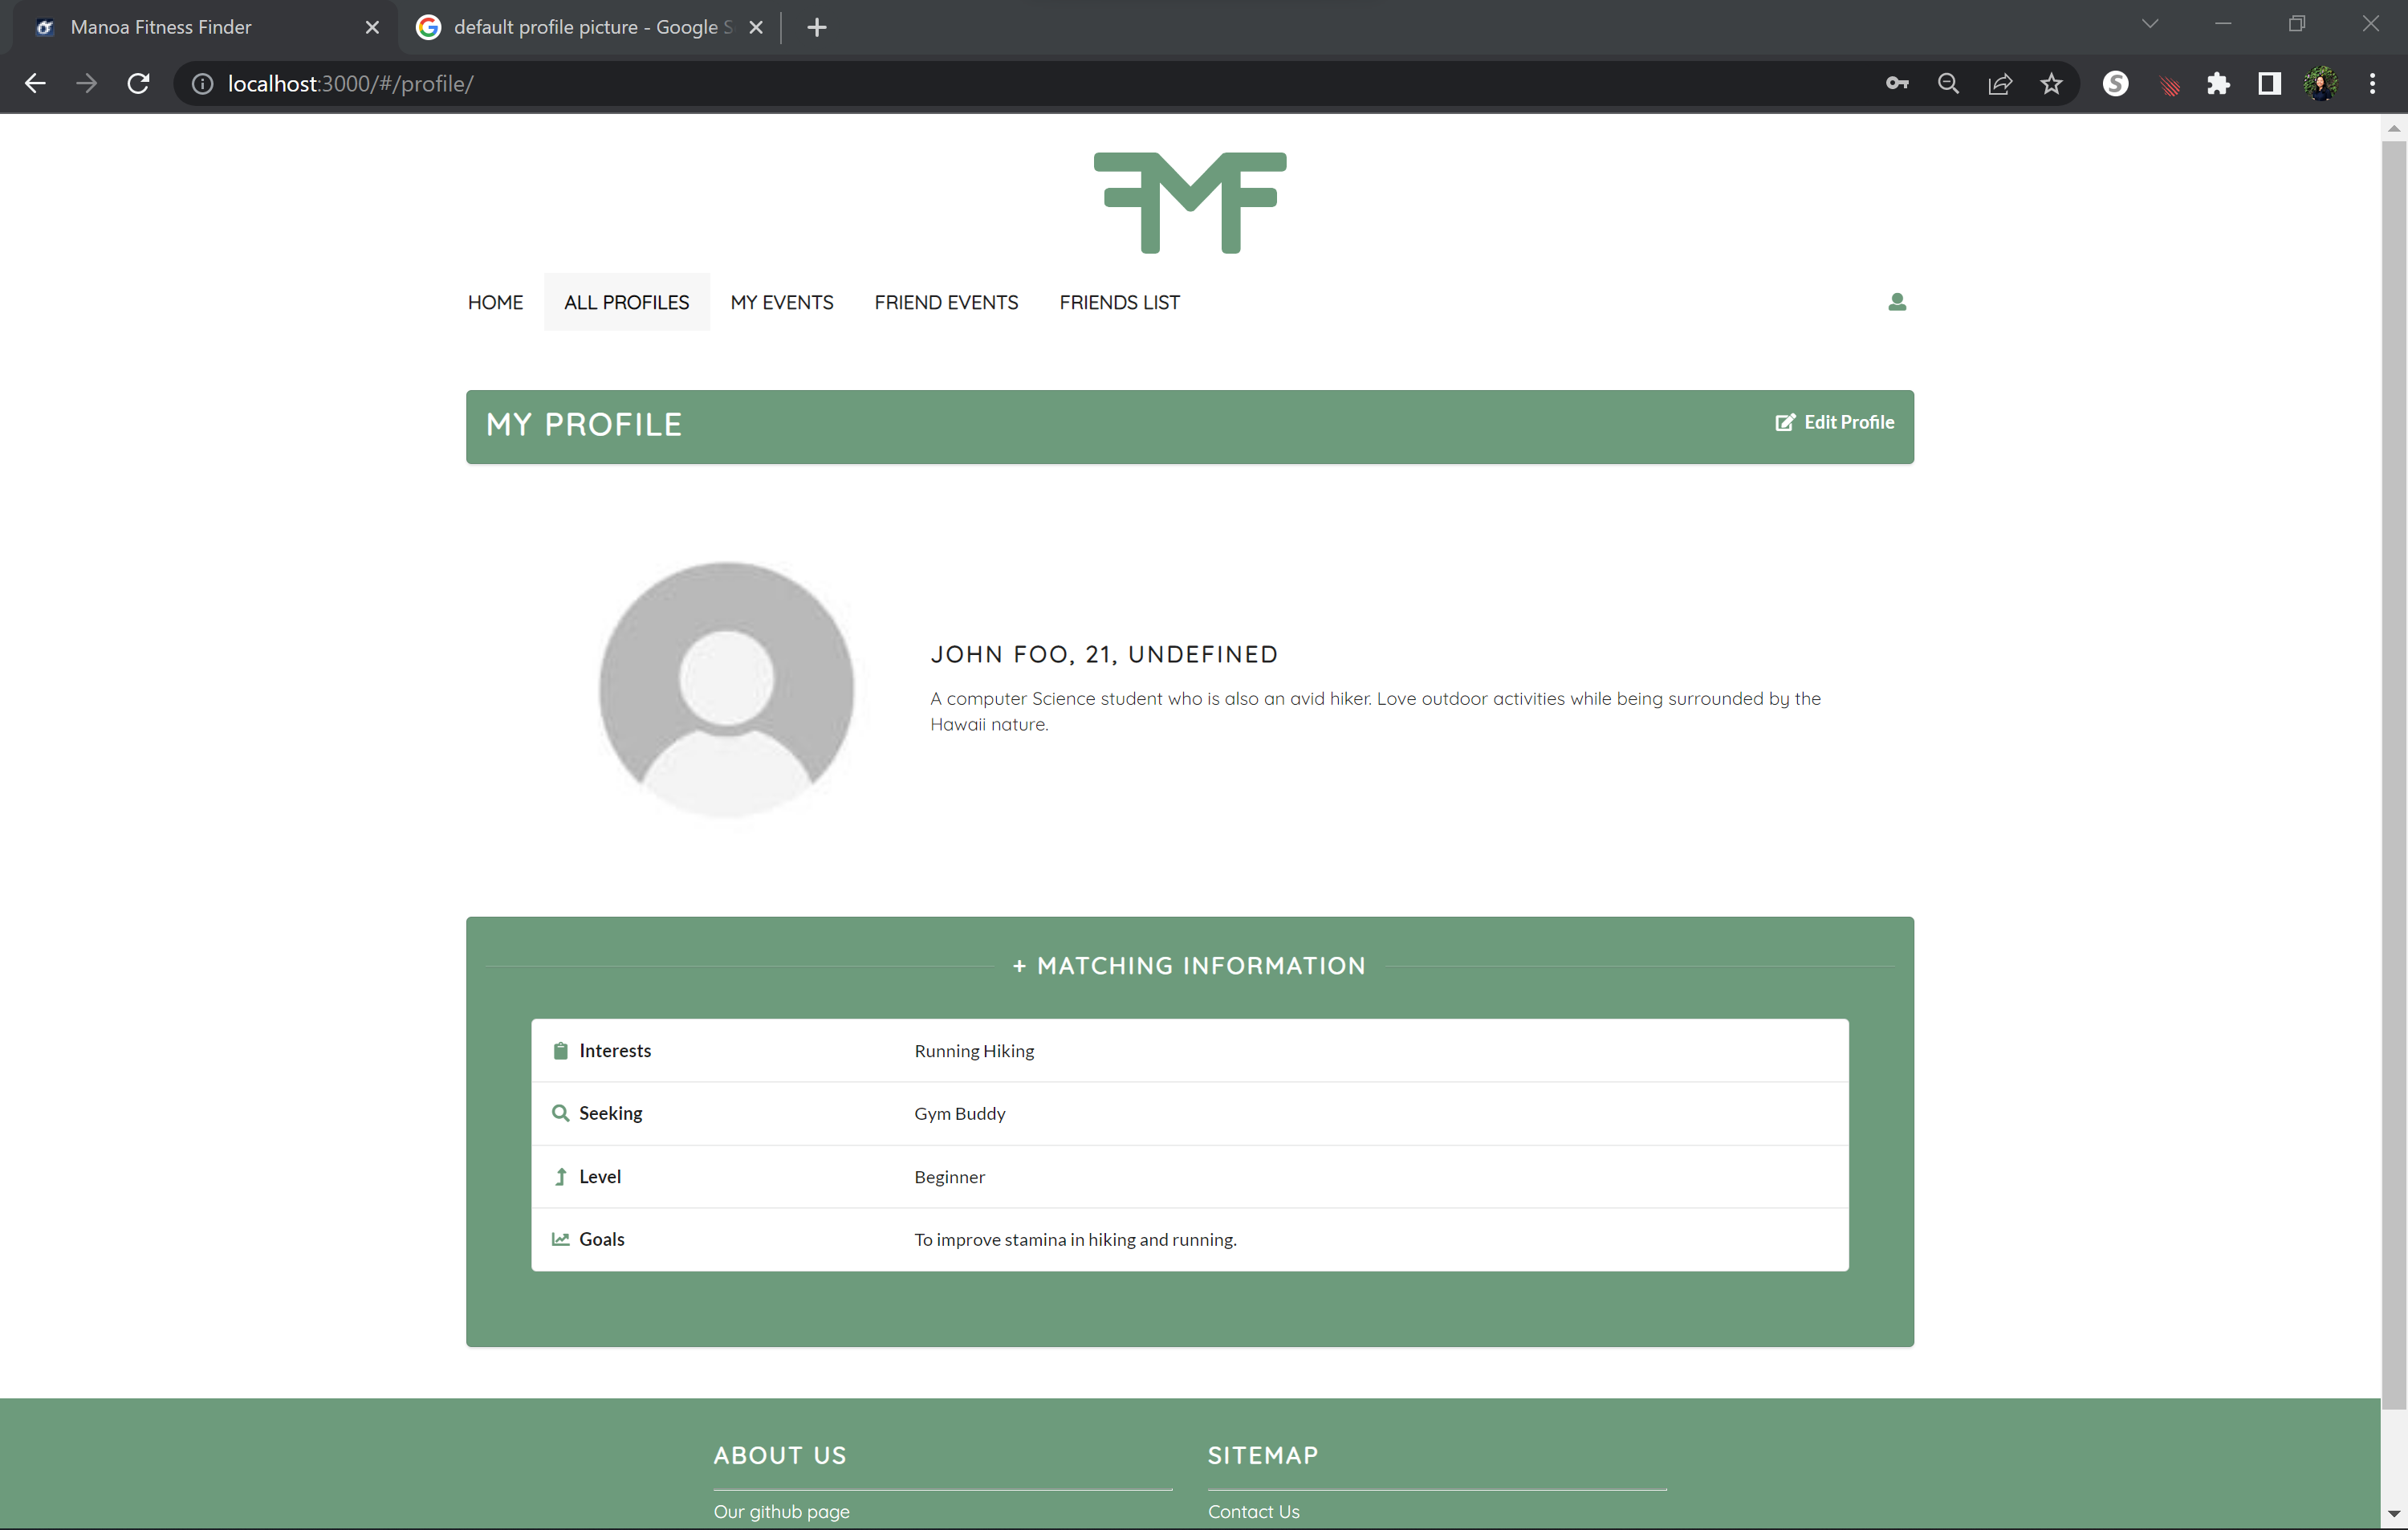 Manoa Fitness Finder
default profile picture - Google S
localhost:3000/#/profile/
FMF
HOME
ALL PROFILES
MY EVENTS
FRIEND EVENTS
FRIENDS LIST
MY PROFILE
Edit Profile
JOHN FOO, 21, UNDEFINED
A computer Science student who is also an avid hiker. Love outdoor activities while being surrounded by the
Hawaii nature.
+ MATCHING INFORMATION
Interests
Running Hiking
Seeking
Gym Buddy
Level
Beginner
Goals
To improve stamina in hiking and running.
ABOUT US
SITEMAP
Our github page
Contact Us